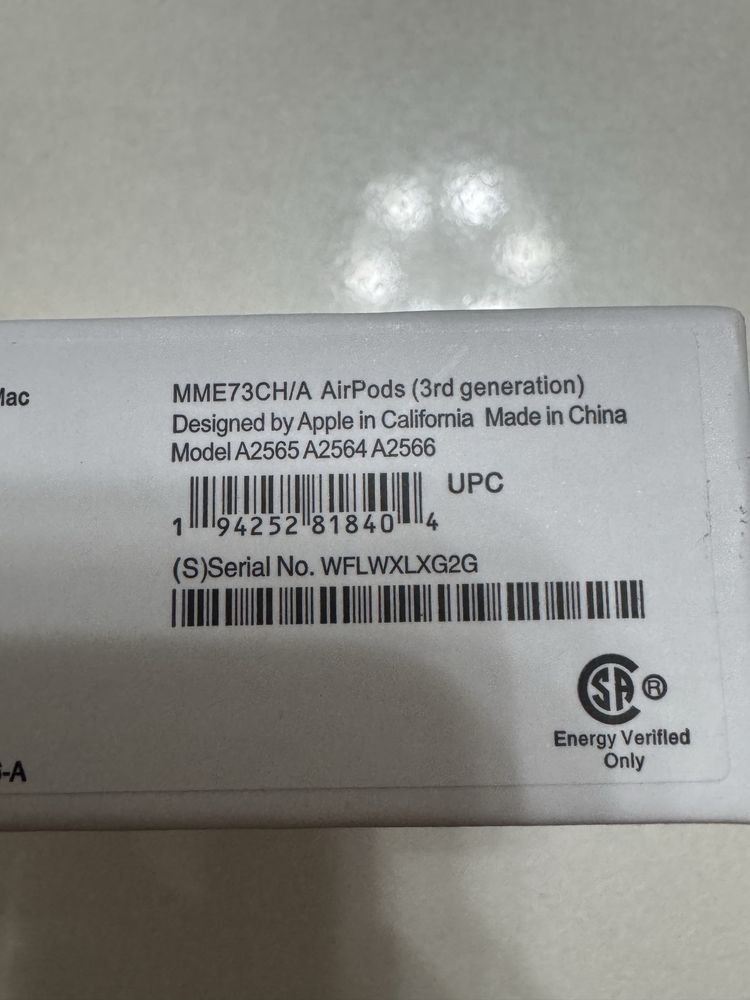 Mac
MME73CH/A AirPods (3rd generation)
Designed by Apple in California Made in China
Model A2565 A2564 A2566
UPC
1 94252 81840 4
(S)Serial No. WFLWXLXG2G
SA ®
Energy Verified
Only
-A